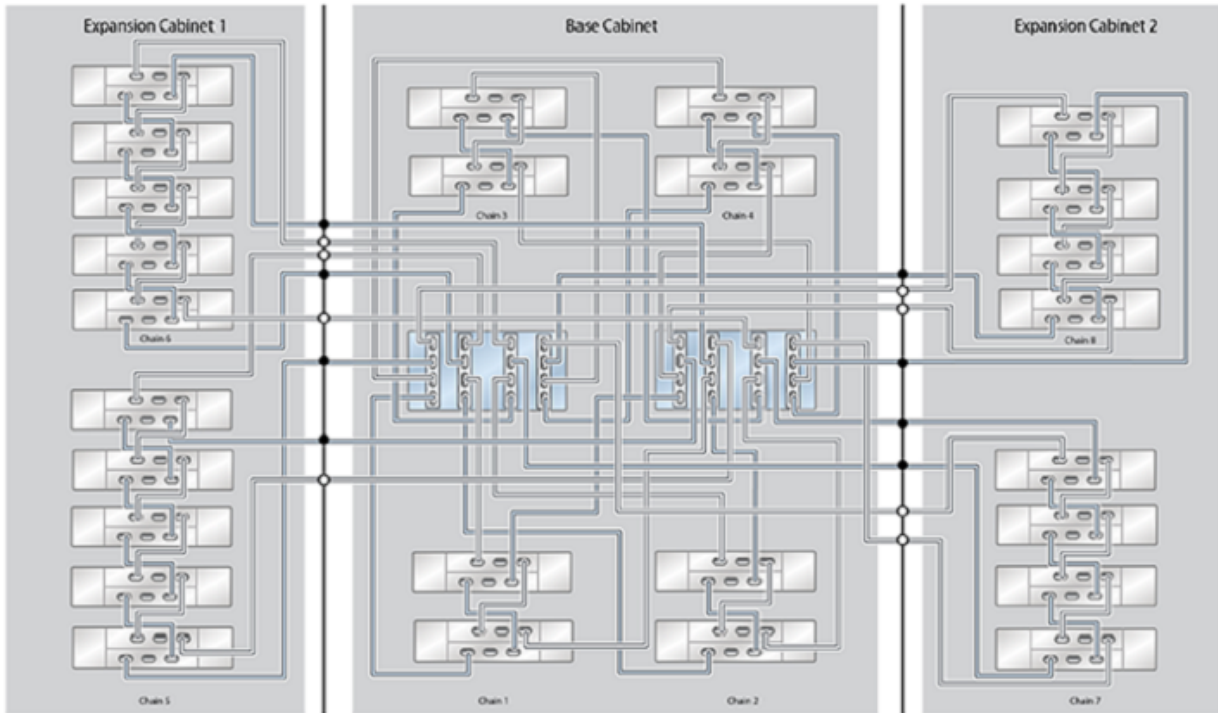 Expansion Cabinet 1
Base Cabinet
Expansion Cabinet 2
Chain 3
Chain 4
Chain 6
Chain 8
Chain 5
Chain 1
Chain 2
Chain 7